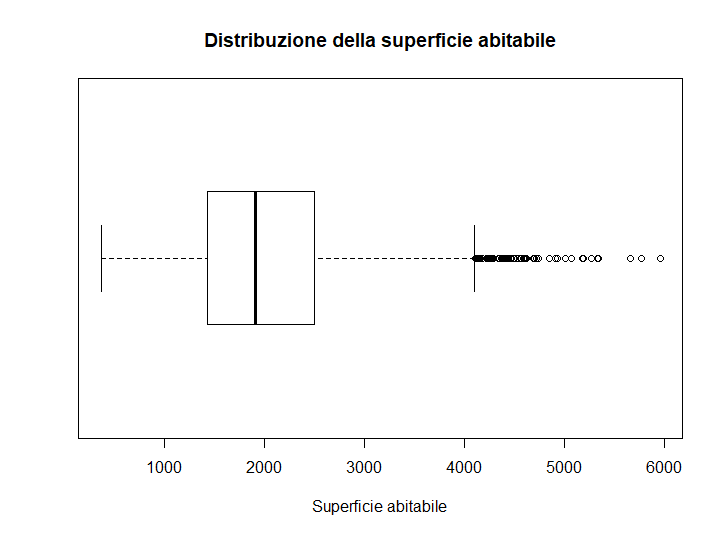 Distribuzione della superficie abitabile
1000 2000 3000 4000 5000 6000
Superficie abitabile